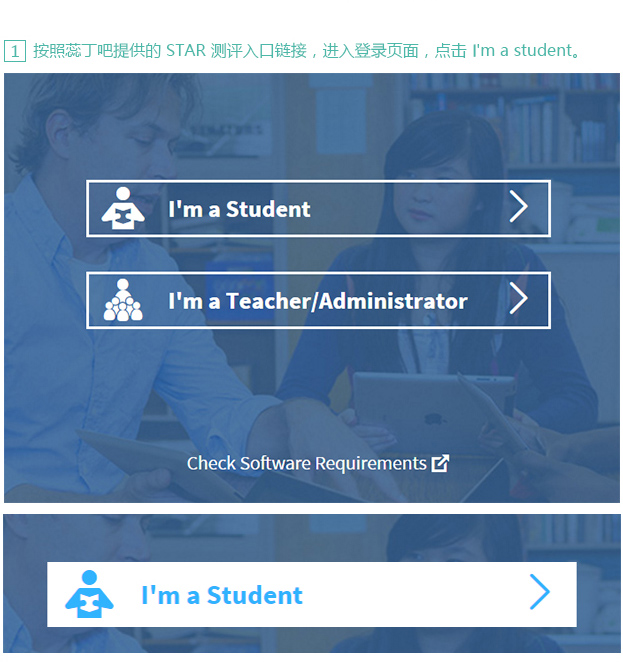 1 按照蕊丁吧提供的 STAR 测评入口链接，进入登录页面，点击 I'm a student。
I'm a Student
I'm a Teacher/Administrator
Check Software Requirements
I'm a Student